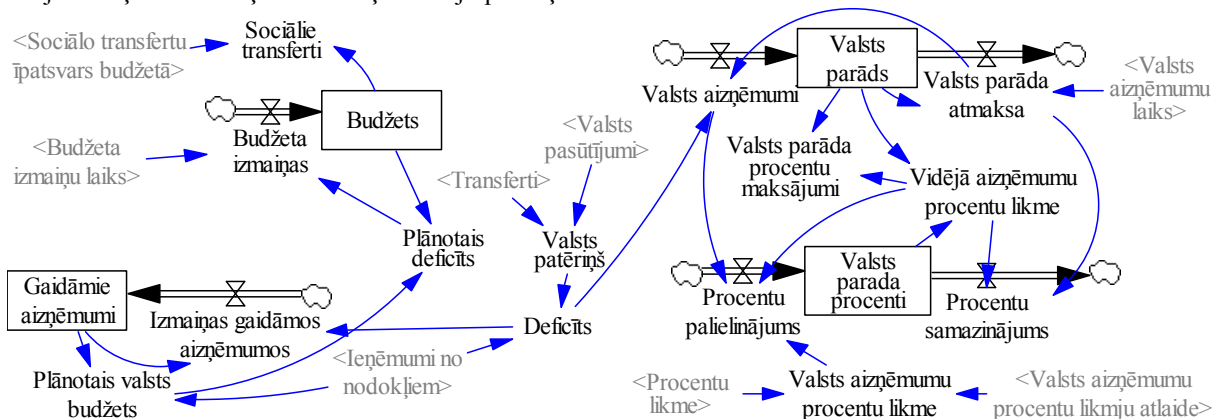 Sociālie
transferti
<Sociālo transfertu
īpatsvars budžetā>
Budžets
Budžeta
izmaiņas
<Budžeta
izmaiņu laiks>
<Transferti>
<Valsts
pasūtījumi>
Plānotais
deficīts
Valsts
patēriņš
Gaidāmie
aizņēmumi
Izmaiņas gaidāmos
aizņēmumos
Deficīts
<Ieņēmumi no
nodokļiem>
Plānotais valsts
budžets
Valsts aizņēmumi
Valsts
parāds
Valsts parāda
atmaksa
<Valsts
aizņēmumu
laiks>
Valsts parāda
procentu
maksājumi
Vidējā aizņēmumu
procentu likme
Procentu
palielinājums
Valsts
parada
procenti
Procentu
samazinājums
<Procentu
likme>
Valsts aizņēmumu
procentu likme
<Valsts aizņēmumu
procentu likmju atlaide>